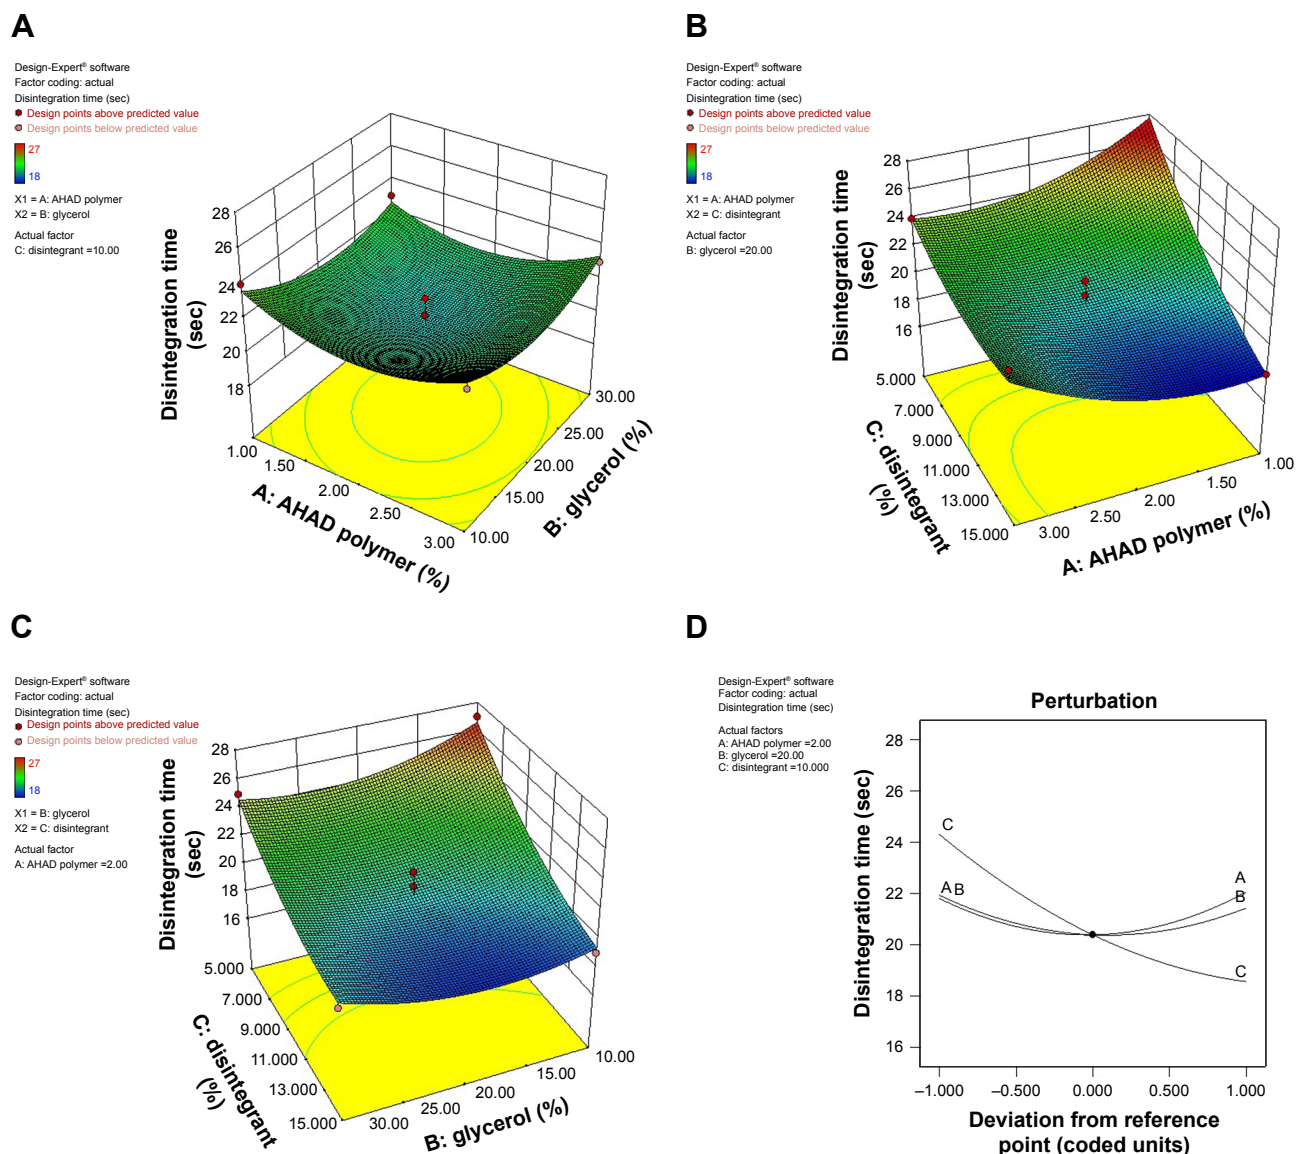 A
Design-Expert® software
Factor coding: actual
Disintegration time (sec)
Design points above predicted value
Design points below predicted value
27
18
X1 = A: AHAD polymer
X2 = B: glycerol
Actual factor
C: disintegrant =10.00
Disintegration time
(sec)
28
26
24
22
20
18
1.00
1.50
2.00
2.50
3.00
A: AHAD polymer (%)
10.00
15.00
20.00
25.00
30.00
B: glycerol (%)
B
Design-Expert® software
Factor coding: actual
Disintegration time (sec)
Design points above predicted value
Design points below predicted value
27
18
X1 = A: AHAD polymer
X2 = C: disintegrant
Actual factor
B: glycerol =20.00
Disintegration time
(sec)
28
26
24
22
20
18
16
5.000
7.000
9.000
11.000
13.000
15.000
C: disintegrant
(%)
3.00
2.50
2.00
1.50
1.00
A: AHAD polymer (%)
C
Design-Expert® software
Factor coding: actual
Disintegration time (sec)
Design points above predicted value
Design points below predicted value
27
18
X1 = B: glycerol
X2 = C: disintegrant
Actual factor
A: AHAD polymer =2.00
Disintegration time
(sec)
28
26
24
22
20
18
16
5.000
7.000
9.000
11.000
13.000
15.000
C: disintegrant
(%)
30.00
25.00
20.00
15.00
10.00
B: glycerol (%)
D
Design-Expert® software
Factor coding: actual
Disintegration time (sec)
Actual factors
A: AHAD polymer =2.00
B: glycerol =20.00
C: disintegrant =10.000
Perturbation
Disintegration time (sec)
28
26
24
22
20
18
16
C
A B
A
B
C
–1.000
–0.500
0.000
0.500
1.000
Deviation from reference
point (coded units)